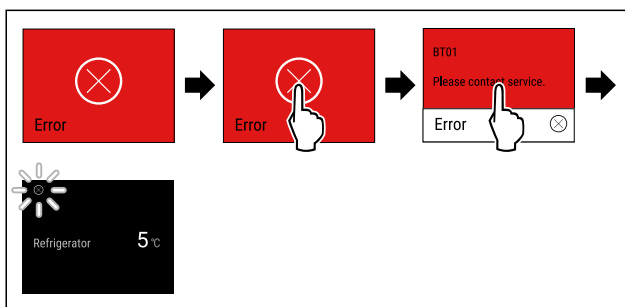 Error
Error
BT01
Please contact service.
Error
Refrigerator 5 °C